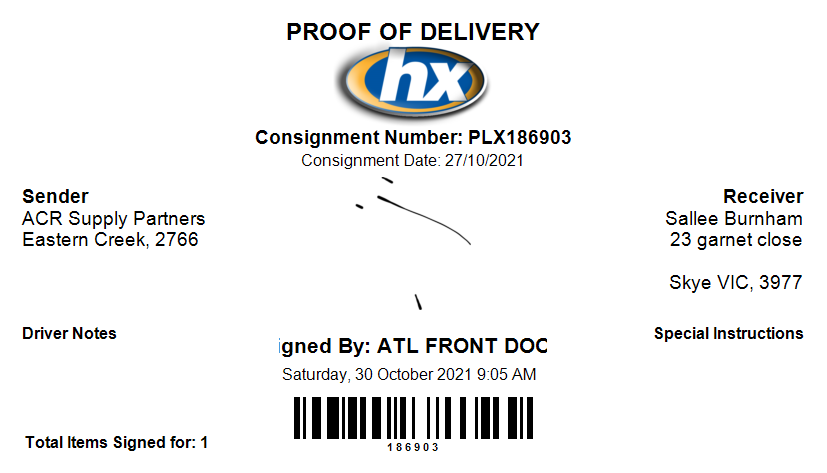 PROOF OF DELIVERY
hx
Consignment Number: PLX186903
Consignment Date: 27/10/2021
Sender
ACR Supply Partners
Eastern Creek, 2766
Receiver
Sallee Burnham
23 garnet close
Skye VIC, 3977
Driver Notes
Special Instructions
igned By: ATL FRONT DOC
Saturday, 30 October 2021 9:05 AM
186903
Total Items Signed for: 1